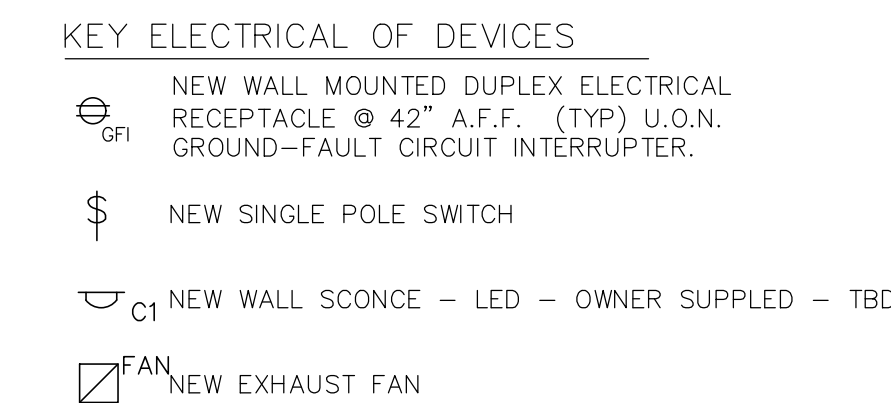 KEY ELECTRICAL OF DEVICES
NEW WALL MOUNTED DUPLEX ELECTRICAL
RECEPTACLE @ 42" A.F.F. (TYP) U.O.N.
GFI
GROUND-FAULT CIRCUIT INTERRUPTER.
$ NEW SINGLE POLE SWITCH
C1 NEW WALL SCONCE - LED - OWNER SUPPLED - TBD
FAN
NEW EXHAUST FAN